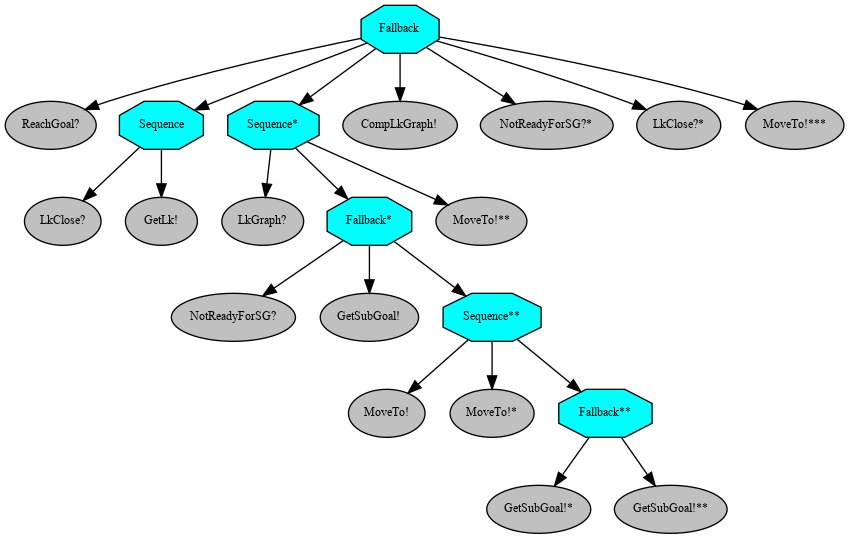 Fallback
ReachGoal?
Sequence
Sequence*
CompLkGraph!
NotReadyForSG?*
LkClose?*
MoveTo!***
LkClose?
GetLk!
LkGraph?
Fallback*
MoveTo!**
NotReadyForSG?
GetSubGoal!
Sequence**
MoveTo!
MoveTo!*
Fallback**
GetSubGoal!*
GetSubGoal!**